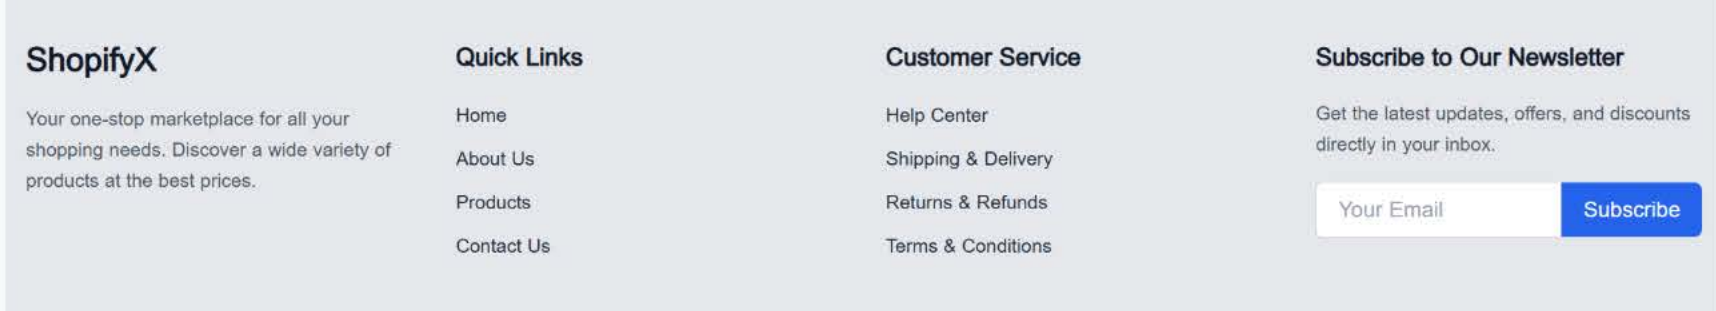 ShopifyX
Your one-stop marketplace for all your
shopping needs. Discover a wide variety of
products at the best prices.
Quick Links
Home
About Us
Products
Contact Us
Customer Service
Help Center
Shipping & Delivery
Returns & Refunds
Terms & Conditions
Subscribe to Our Newsletter
Get the latest updates, offers, and discounts
directly in your inbox.
Your Email
Subscribe